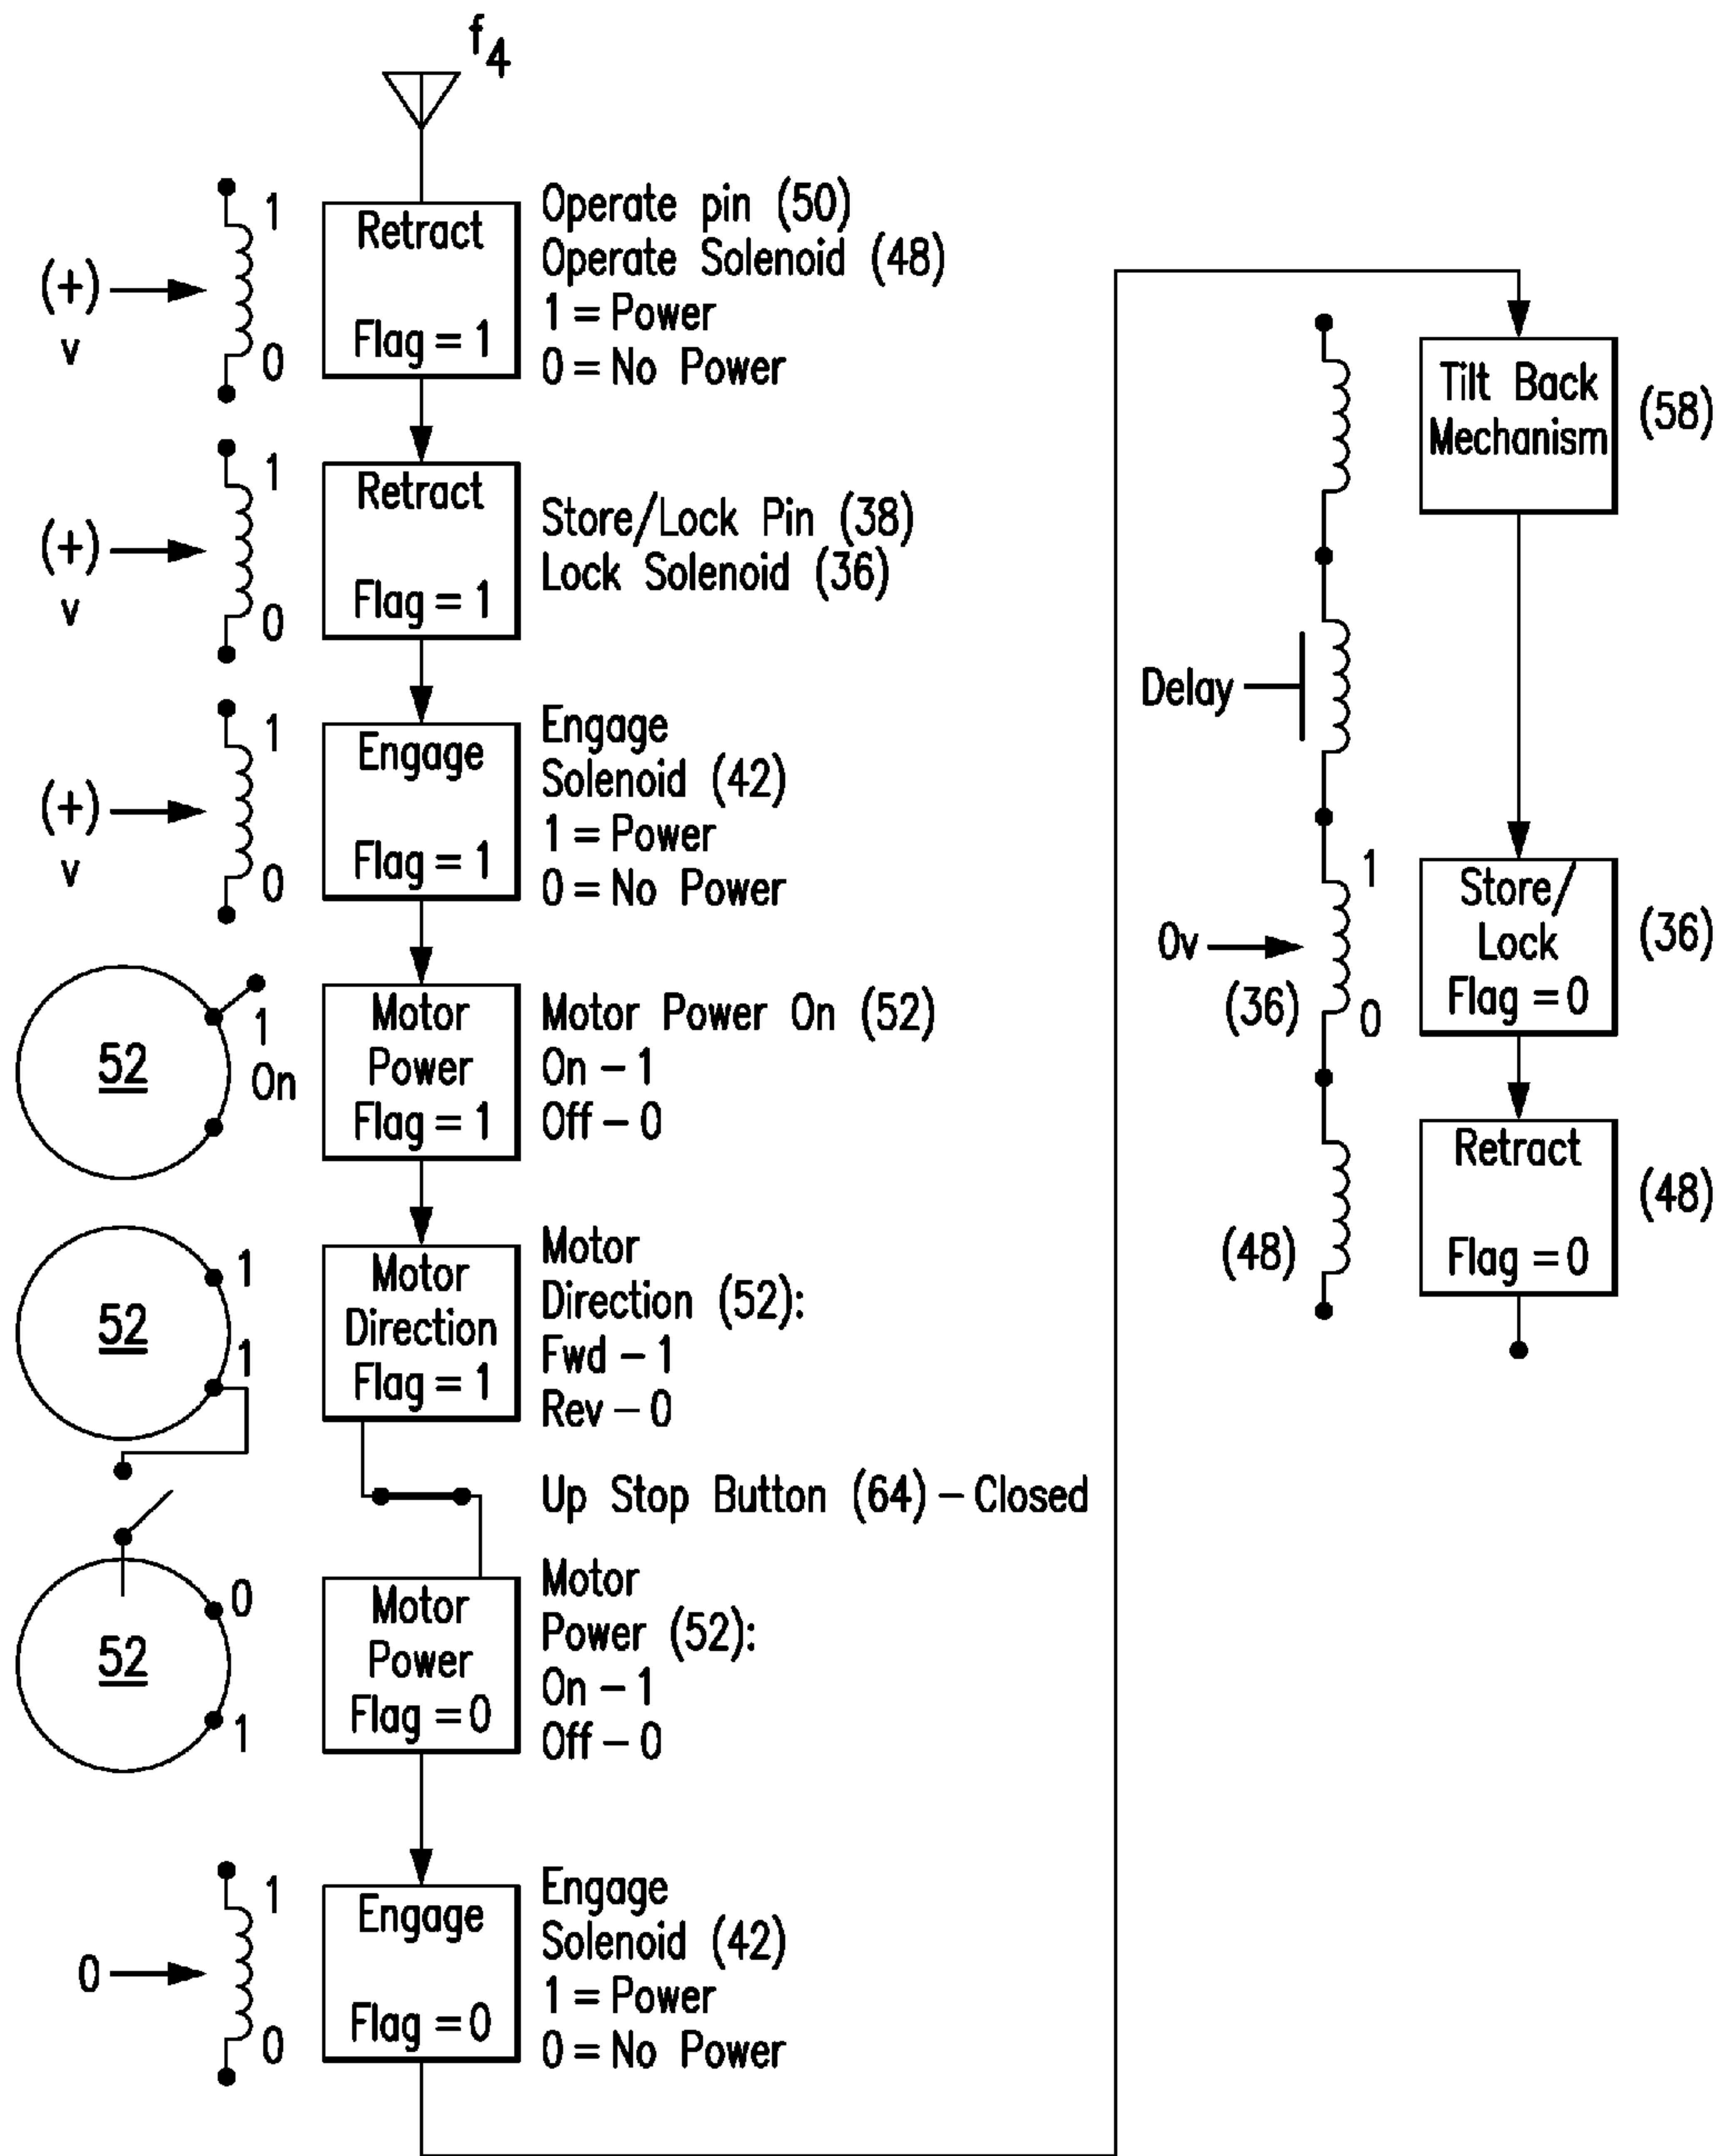 f4
(+)
v
1
0
Retract
Flag = 1
Operate pin (50)
Operate Solenoid (48)
1 = Power
0 = No Power
(+)
v
1
0
Retract
Flag = 1
Store/Lock Pin (38)
Lock Solenoid (36)
(+)
v
1
0
Engage
Flag = 1
Engage
Solenoid (42)
1 = Power
0 = No Power
52
1
On
Motor
Power
Flag = 1
Motor Power On (52)
On – 1
Off – 0
52
1
1
Motor
Direction
Flag = 1
Motor
Direction (52):
Fwd – 1
Rev – 0
Up Stop Button (64) – Closed
52
0
1
Motor
Power
Flag = 0
Motor
Power (52):
On – 1
Off – 0
0
1
0
Engage
Flag = 0
Engage
Solenoid (42)
1 = Power
0 = No Power
Tilt Back
Mechanism
(58)
Delay
0v
(36)
1
0
Store/
Lock
Flag = 0
(36)
(48)
Retract
Flag = 0
(48)